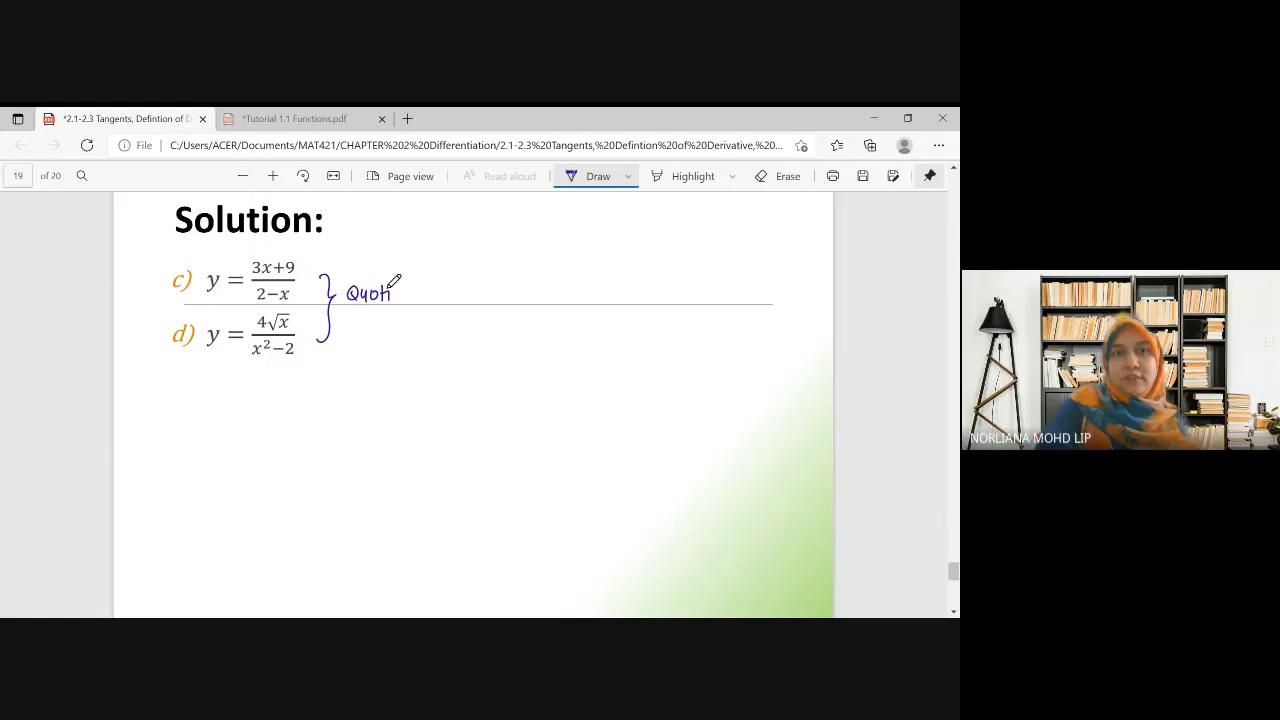 *2.1-2.3 Tangents, Defintion of D
*Tutorial 1.1 Functions.pdf
File C:/Users/ACER/Documents/MAT421/CHAPTER%202%20Differentiation/2.1-2.3%20Tangents,%20Defintion%20of%20Derivative,%20...
19 of 20 Page view Read aloud Draw Highlight Erase
Solution:
c) y = 3x+9 / 2−x
Quoti
d) y = 4√x / x²−2
NORLIANA MOHD LIP